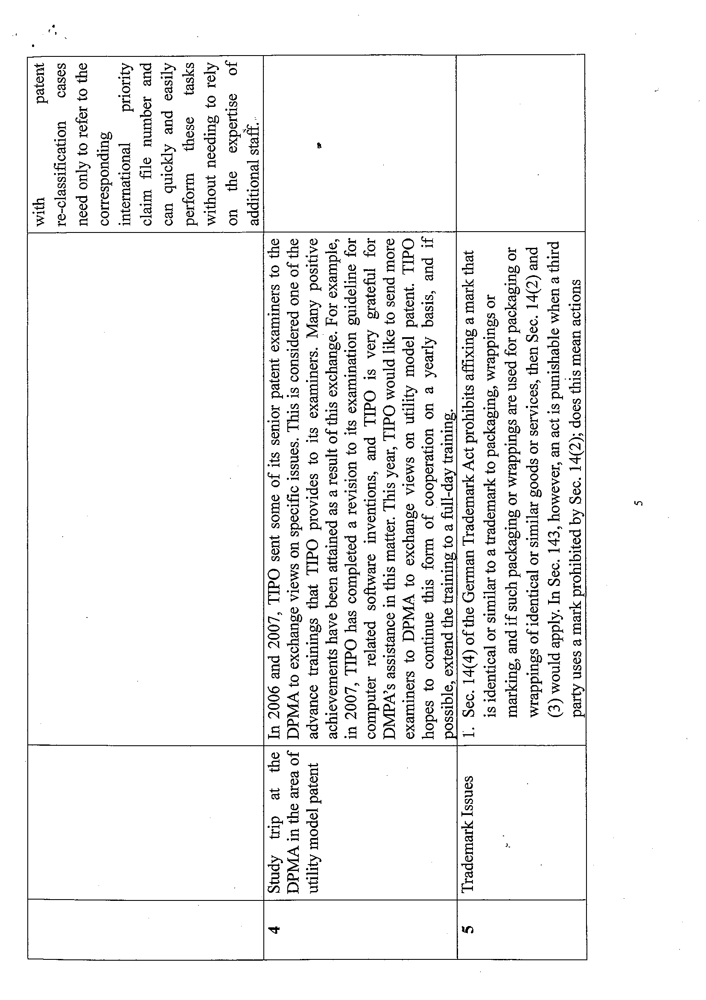 with patent
re-classification cases
need only to refer to the
corresponding
international priority
claim file number and
can quickly and easily
perform these tasks
without needing to rely
on the expertise of
additional staff.
4
Study trip at the
DPMA in the area of
utility model patent
In 2006 and 2007, TIPO sent some of its senior patent examiners to the
DPMA to exchange views on specific issues. This is considered one of the
advance trainings that TIPO provides to its examiners. Many positive
achievements have been attained as a result of this exchange. For example,
in 2007, TIPO has completed a revision to its examination guideline for
computer related software inventions, and TIPO is very grateful for
DMPA's assistance in this matter. This year, TIPO would like to send more
examiners to DPMA to exchange views on utility model patent. TIPO
hopes to continue this form of cooperation on a yearly basis, and if
possible, extend the training to a full-day training.
5
Trademark Issues
1. Sec. 14(4) of the German Trademark Act prohibits affixing a mark that
is identical or similar to a trademark to packaging, wrappings or
marking, and if such packaging or wrappings are used for packaging or
wrappings of identical or similar goods or services, then Sec. 14(2) and
(3) would apply. In Sec. 143, however, an act is punishable when a third
party uses a mark prohibited by Sec. 14(2); does this mean actions
5